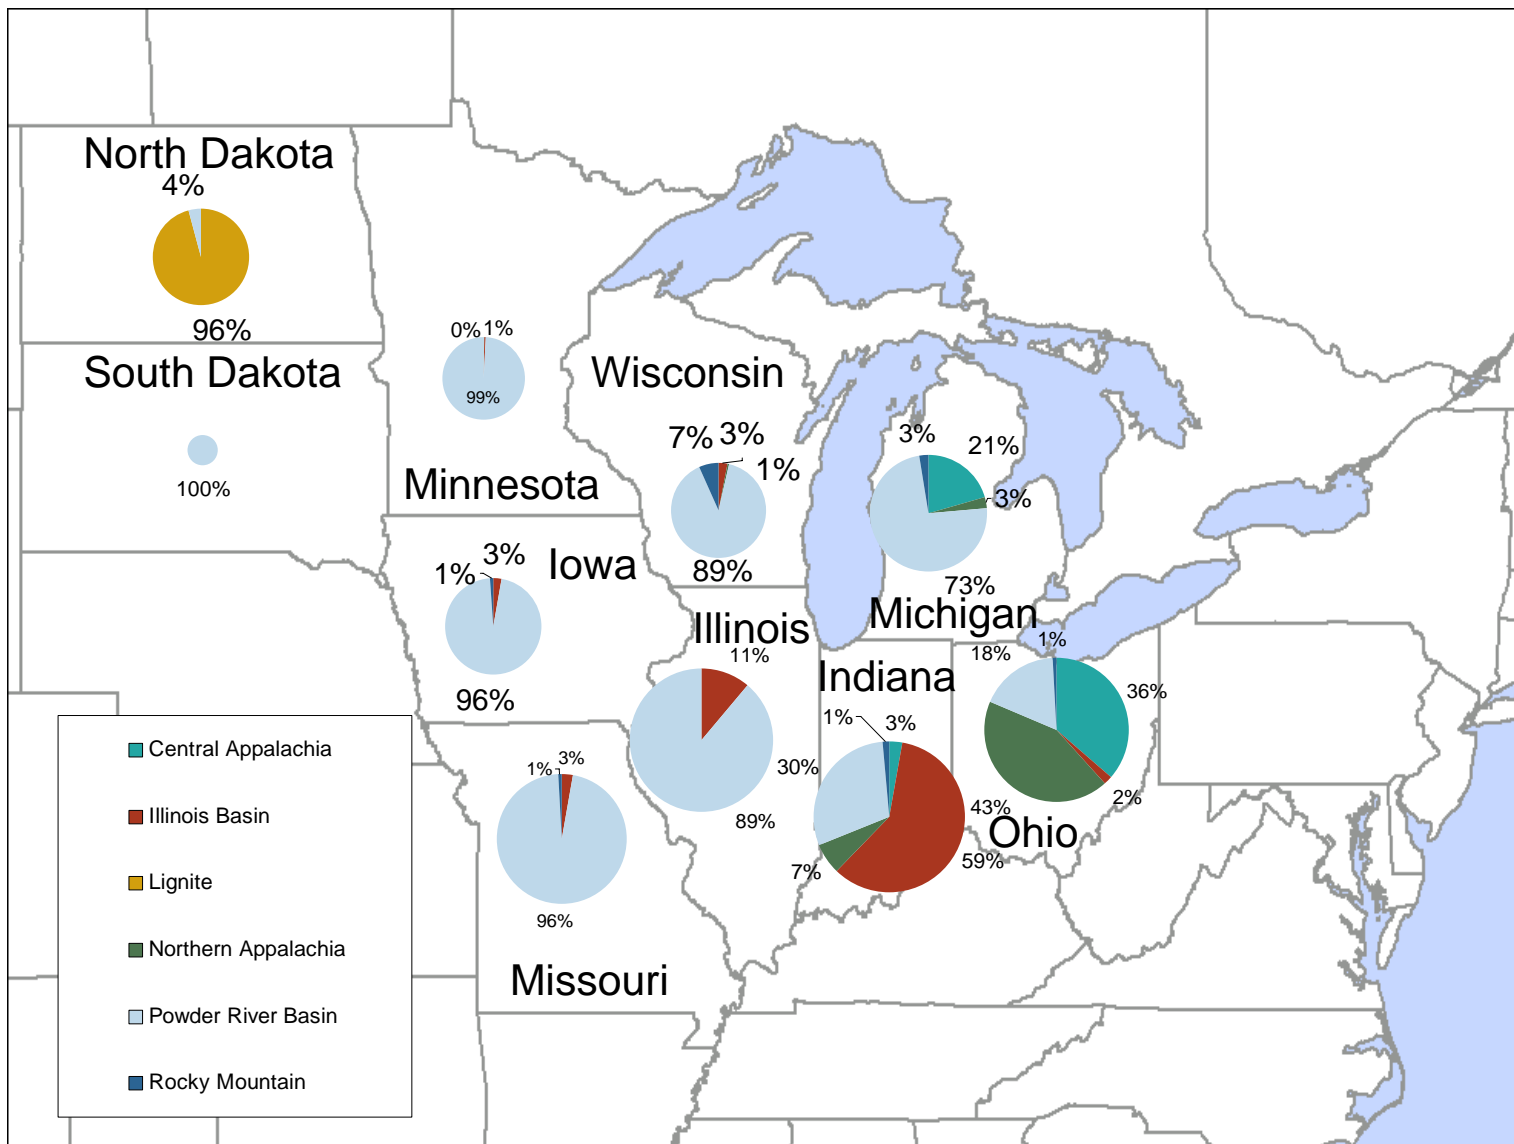 North Dakota
4%
96%
South Dakota
100%
0%
1%
99%
Minnesota
Wisconsin
7%
3%
1%
89%
3%
21%
3%
73%
Michigan
Iowa
1%
3%
96%
Illinois
11%
89%
Indiana
1%
3%
30%
7%
59%
18%
1%
36%
43%
2%
Ohio
1%
3%
96%
Missouri
Central Appalachia
Illinois Basin
Lignite
Northern Appalachia
Powder River Basin
Rocky Mountain